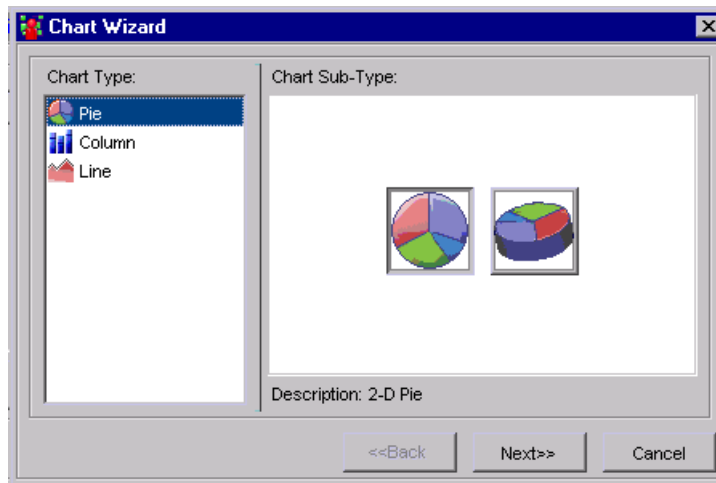 Chart Wizard
Chart Type:
Pie
Column
Line
Chart Sub-Type:
Description: 2-D Pie
<<Back
Next>>
Cancel